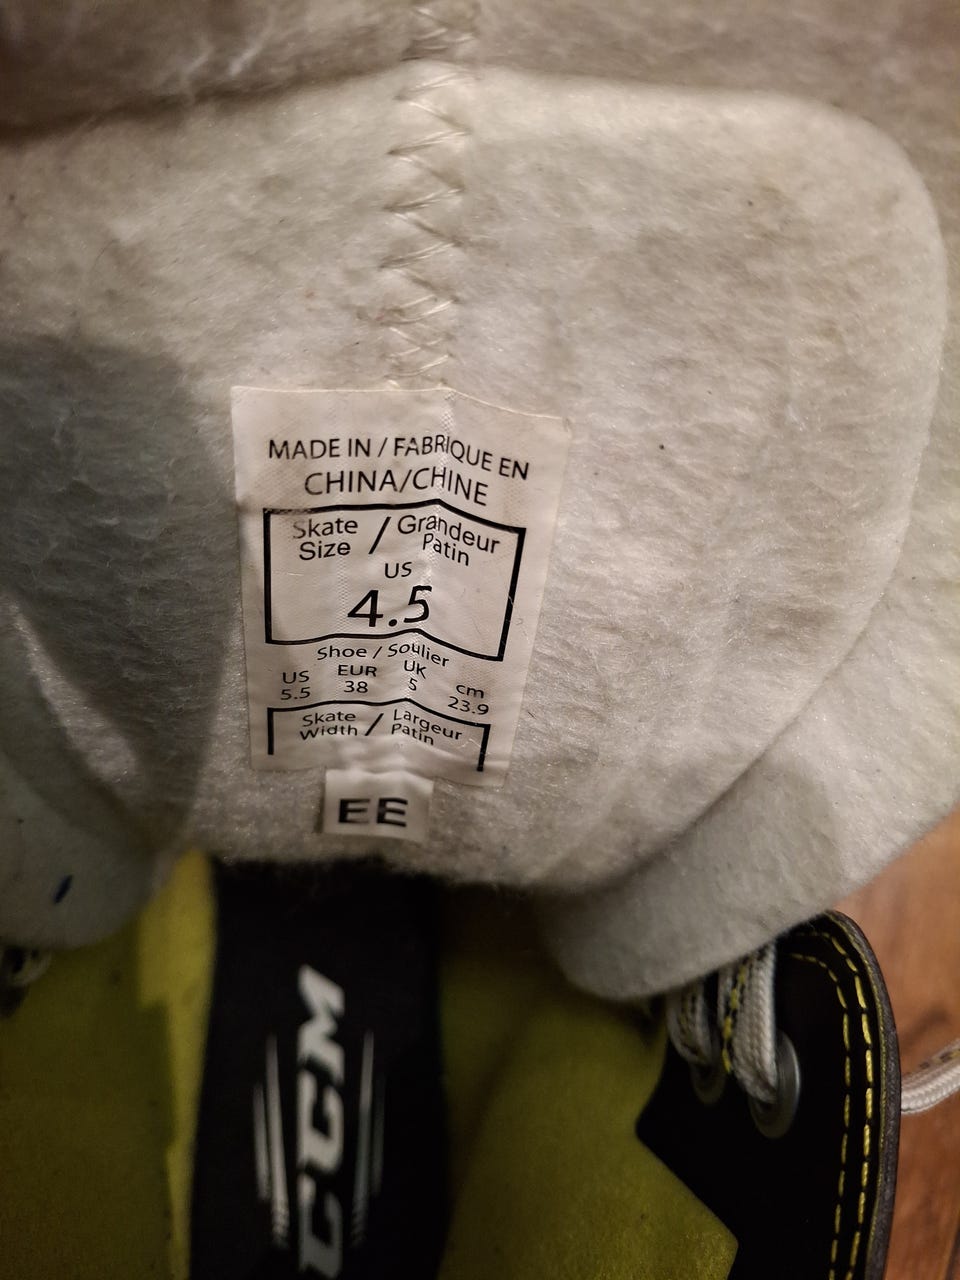 MADE IN / FABRIQUE EN
CHINA/CHINE
Skate Size / Grandeur Patin
US
4.5
Shoe / Soulier
US EUR UK cm
5.5 38 5 23.9
Skate Width / Largeur Patin
EE
CCM